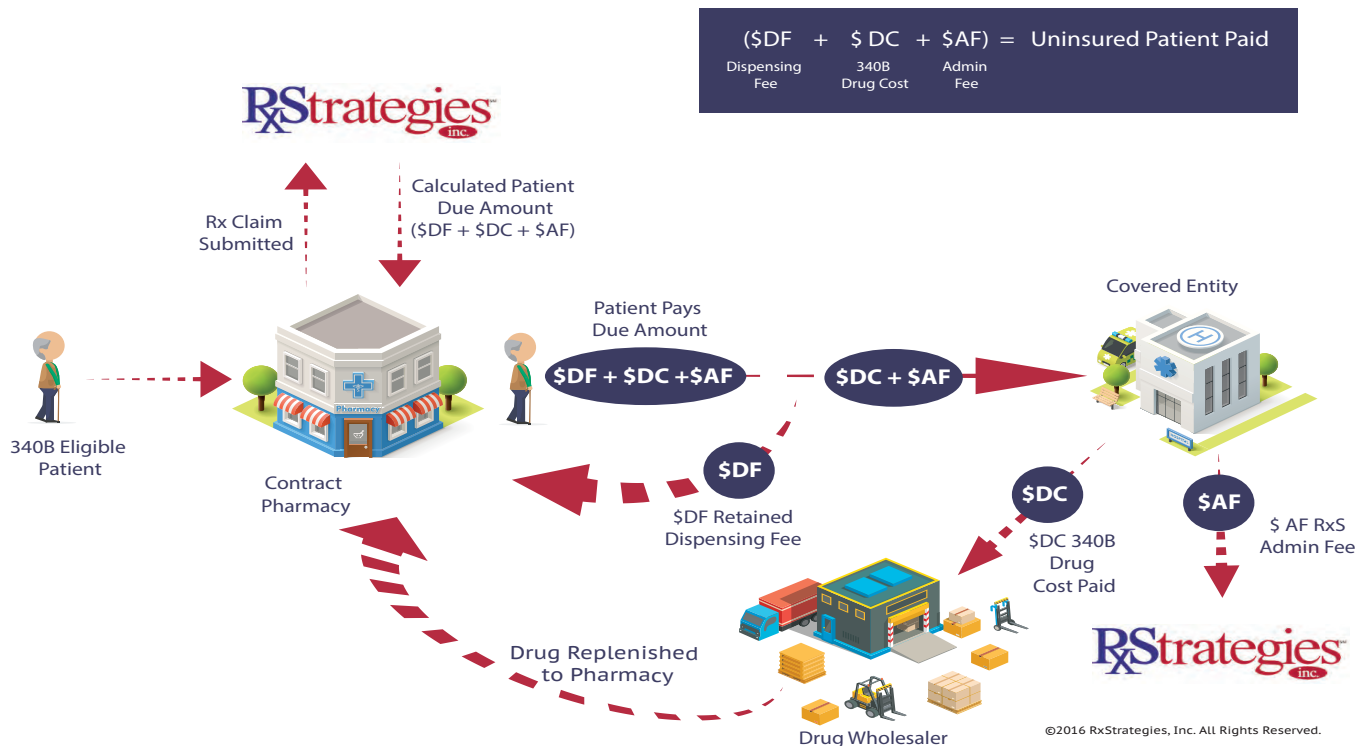 ($DF + $ DC + $AF) = Uninsured Patient Paid
Dispensing Fee
340B Drug Cost
Admin Fee
RxStrategies inc.
Rx Claim
Submitted
Calculated Patient
Due Amount
($DF + $DC + $AF)
340B Eligible
Patient
Pharmacy
Contract
Pharmacy
Patient Pays
Due Amount
$DF + $DC +$AF
$DC + $AF
Covered Entity
H
$DF
$DF Retained
Dispensing Fee
$DC
$DC 340B
Drug
Cost Paid
$AF
$ AF RxS
Admin Fee
Drug Replenished
to Pharmacy
Drug Wholesaler
RxStrategies inc.
©2016 RxStrategies, Inc. All Rights Reserved.